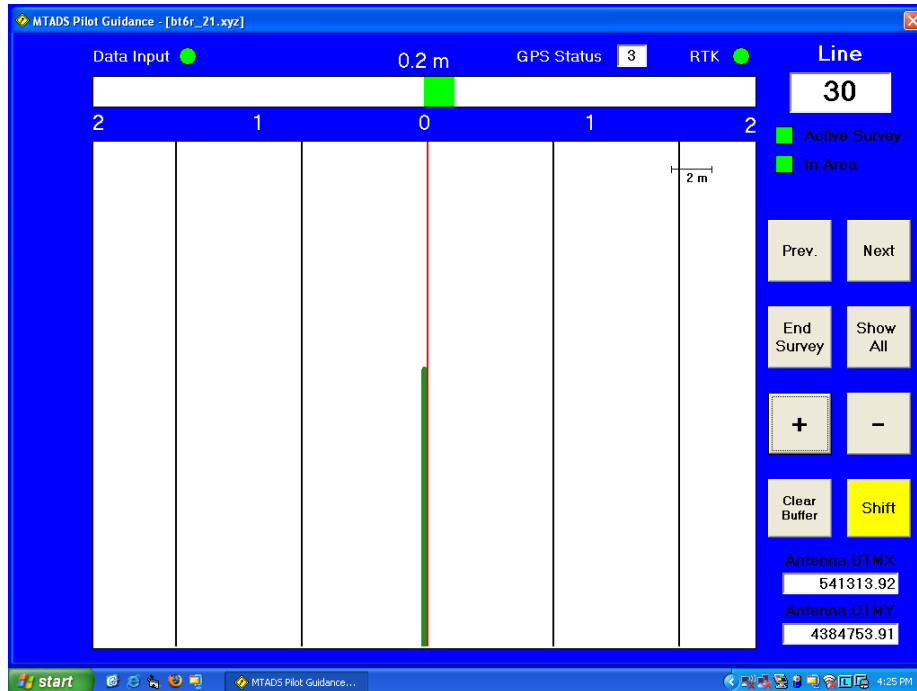 MTADS Pilot Guidance - [bt6r_21.xyz]
Data Input
0.2 m
GPS Status
3
RTK
Line
30
2 1 0 1 2
Active Survey
In Area
2 m
Prev.
Next
End
Survey
Show
All
+
-
Clear
Buffer
Shift
Antenna UTMX
541313.92
Antenna UTMY
4384753.91
start
MTADS Pilot Guidance...
4:25 PM